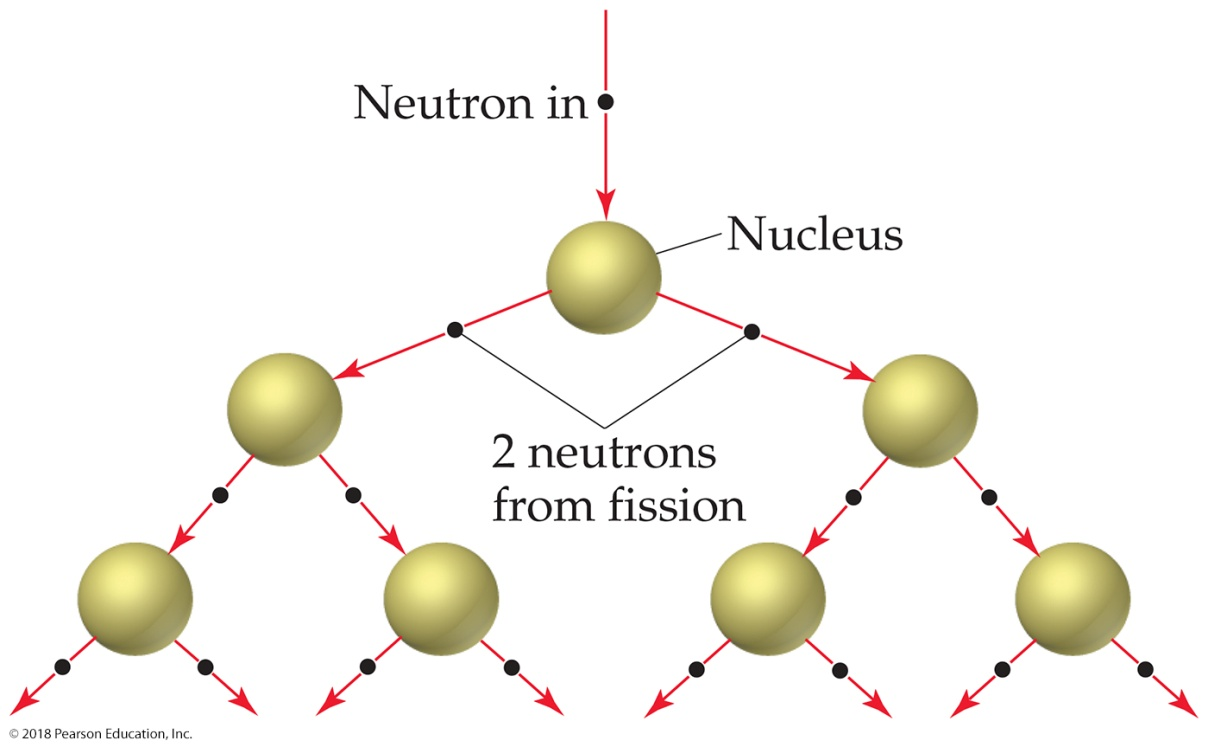 Neutron in
Nucleus
2 neutrons
from fission
© 2018 Pearson Education, Inc.